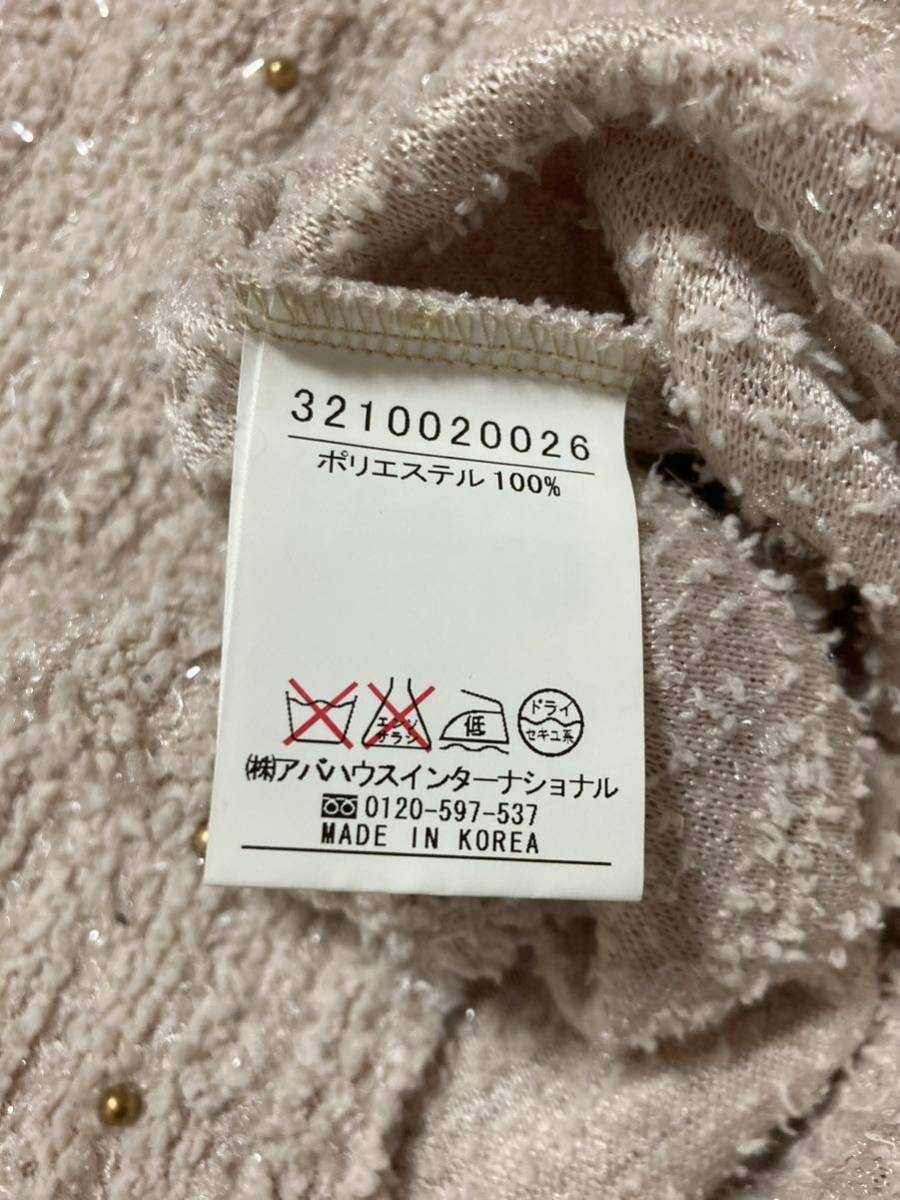 3210020026
ポリエステル 100%
エンソ
サラシ
低
ドライ
セキユ系
㈱アバハウスインターナショナル
0120-597-537
MADE IN KOREA